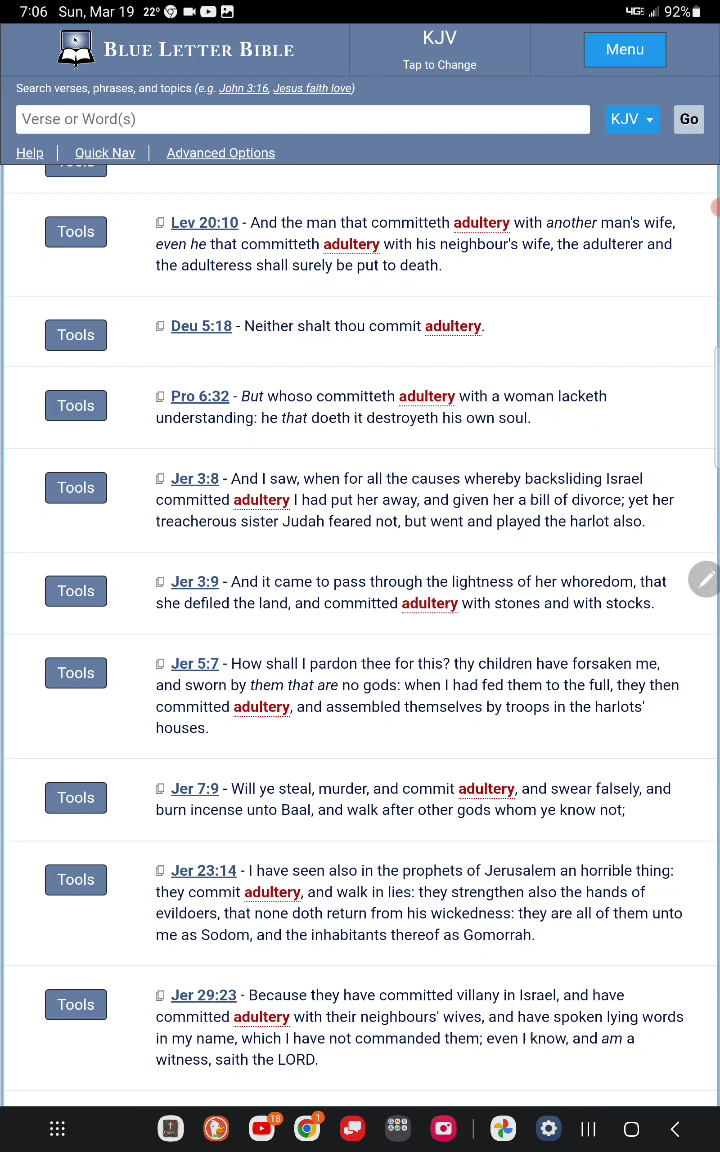 7:06 Sun, Mar 19 22° 4GE 92%
BLUE LETTER BIBLE
KJV
Tap to Change
Menu
Search verses, phrases, and topics (e.g. John 3:16, Jesus faith love)
Verse or Word(s)
KJV
Go
Help
Quick Nav
Advanced Options
Tools
Tools
Lev 20:10 - And the man that committeth adultery with another man's wife,
even he that committeth adultery with his neighbour's wife, the adulterer and
the adulteress shall surely be put to death.
Tools
Deu 5:18 - Neither shalt thou commit adultery.
Tools
Pro 6:32 - But whoso committeth adultery with a woman lacketh
understanding: he that doeth it destroyeth his own soul.
Tools
Jer 3:8 - And I saw, when for all the causes whereby backsliding Israel
committed adultery I had put her away, and given her a bill of divorce; yet her
treacherous sister Judah feared not, but went and played the harlot also.
Tools
Jer 3:9 - And it came to pass through the lightness of her whoredom, that
she defiled the land, and committed adultery with stones and with stocks.
Tools
Jer 5:7 - How shall I pardon thee for this? thy children have forsaken me,
and sworn by them that are no gods: when I had fed them to the full, they then
committed adultery, and assembled themselves by troops in the harlots'
houses.
Tools
Jer 7:9 - Will ye steal, murder, and commit adultery, and swear falsely, and
burn incense unto Baal, and walk after other gods whom ye know not;
Tools
Jer 23:14 - I have seen also in the prophets of Jerusalem an horrible thing:
they commit adultery, and walk in lies: they strengthen also the hands of
evildoers, that none doth return from his wickedness: they are all of them unto
me as Sodom, and the inhabitants thereof as Gomorrah.
Tools
Jer 29:23 - Because they have committed villany in Israel, and have
committed adultery with their neighbours' wives, and have spoken lying words
in my name, which I have not commanded them; even I know, and am a
witness, saith the LORD.
18
1